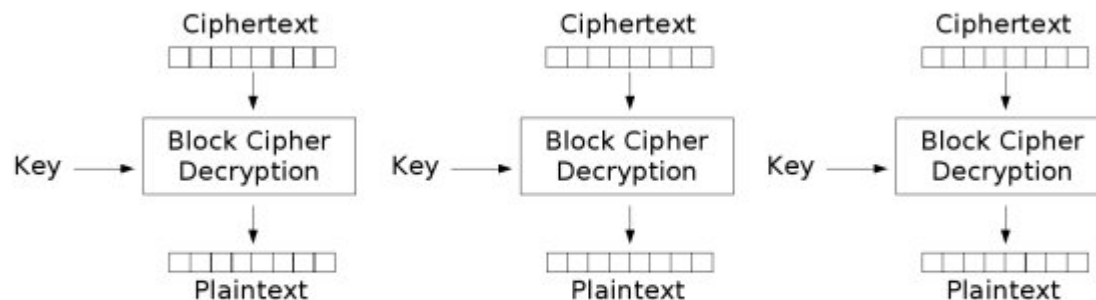 Ciphertext Ciphertext Ciphertext
Block Cipher Block Cipher Block Cipher
Key Decryption Key Decryption Key Decryption
Plaintext Plaintext Plaintext